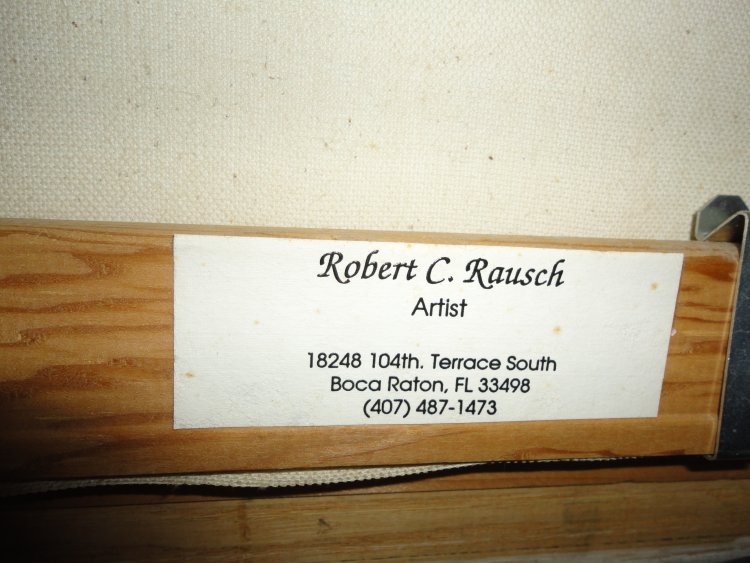 Robert C. Rausch
Artist
18248 104th. Terrace South
Boca Raton, FL 33498
(407) 487-1473